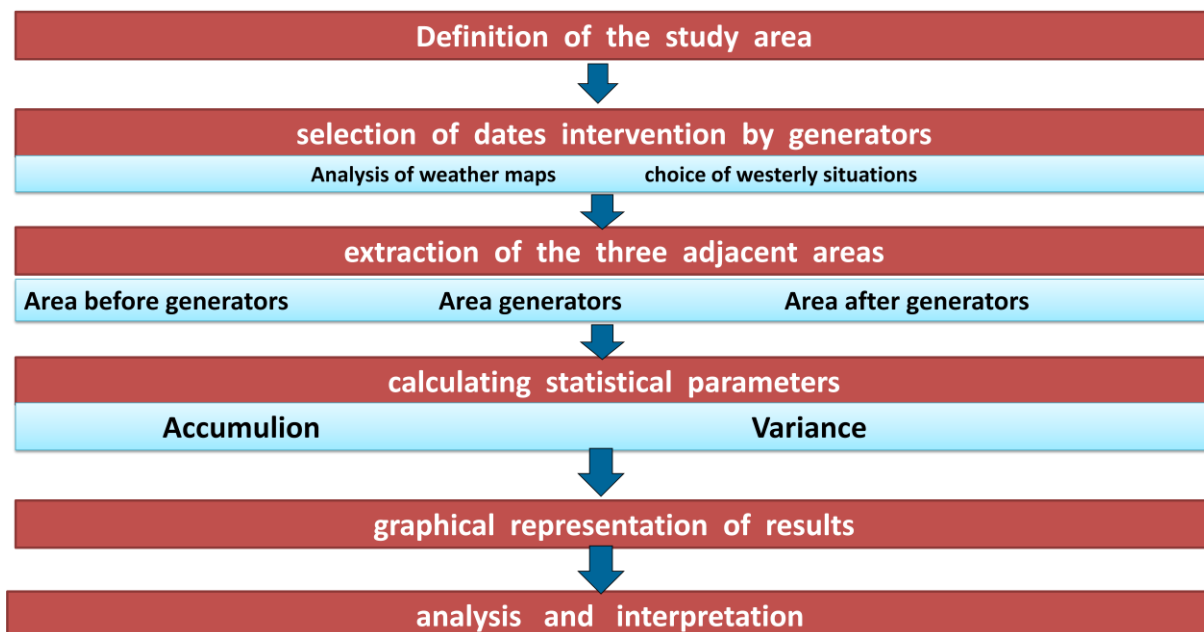 Definition of the study area
selection of dates intervention by generators
Analysis of weather maps choice of westerly situations
extraction of the three adjacent areas
Area before generators Area generators Area after generators
calculating statistical parameters
Accumulion Variance
graphical representation of results
analysis and interpretation